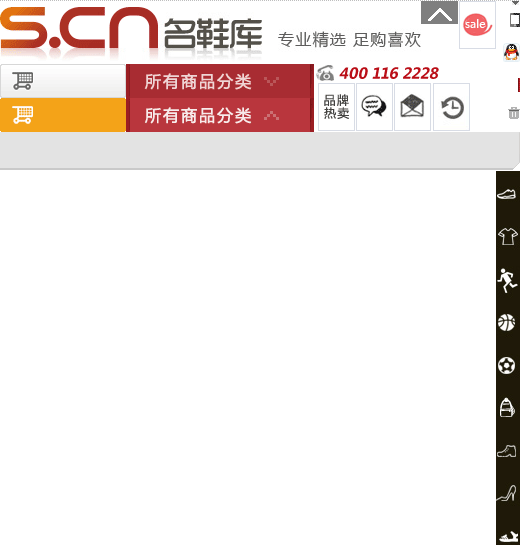 s.cn 名鞋库
专业精选 足购喜欢
sale
所有商品分类
400 116 2228
所有商品分类
品牌
热卖